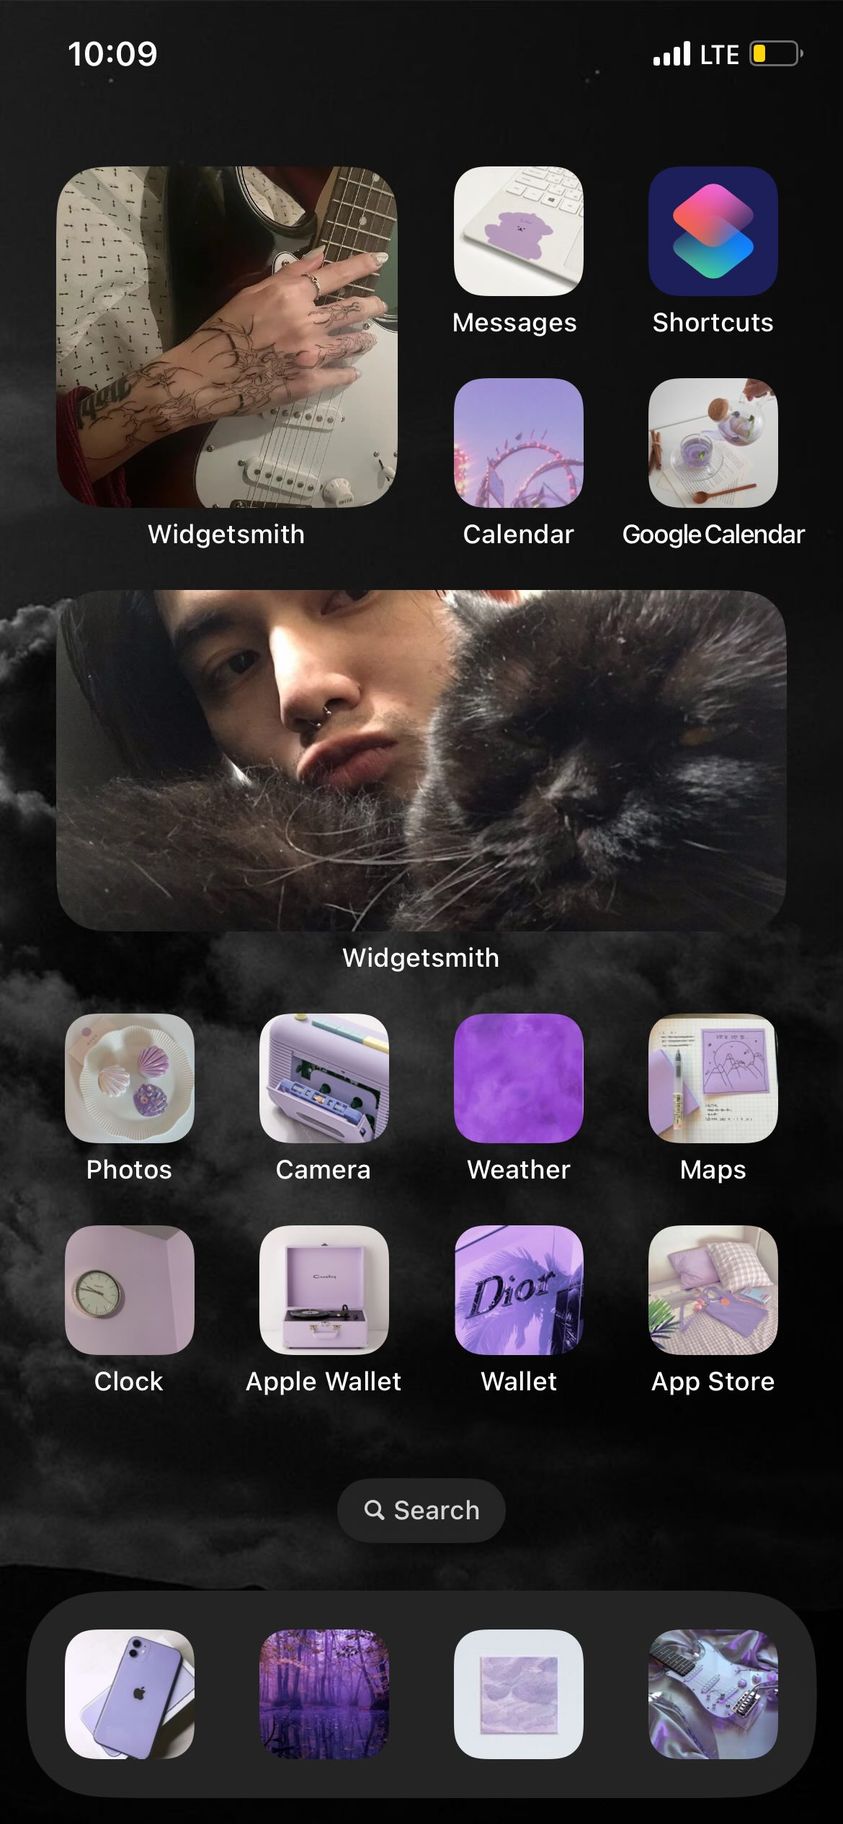 10:09
LTE
Messages
Shortcuts
Widgetsmith
Calendar
Google Calendar
Widgetsmith
Photos
Camera
Weather
Maps
Dior
Clock
Apple Wallet
Wallet
App Store
Search